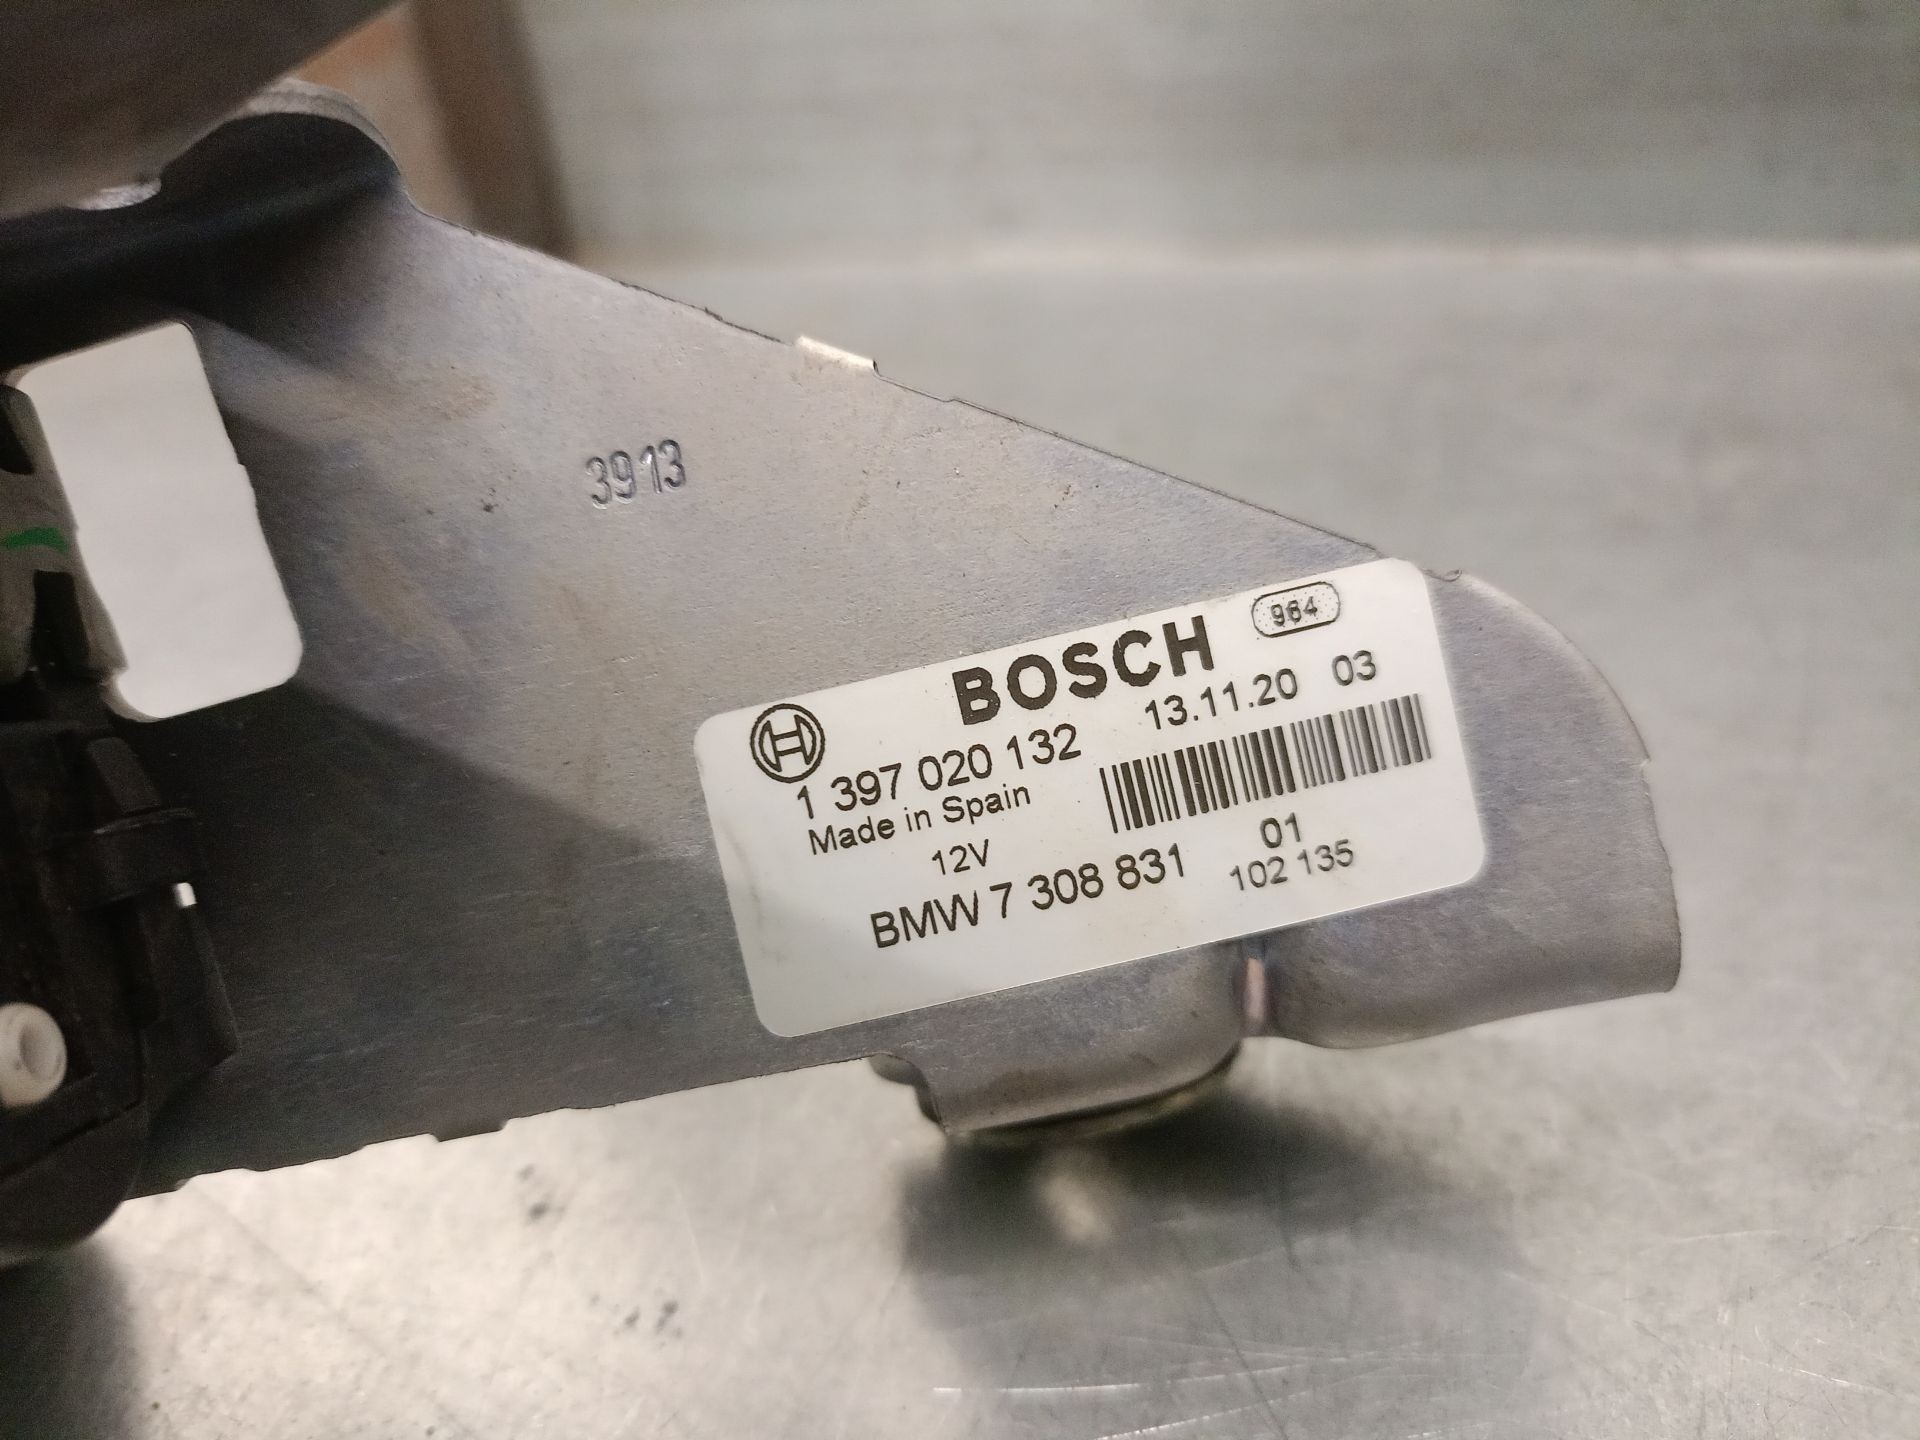 3913
964
BOSCH
1 397 020 132 13.11.20 03
Made in Spain
12V
01
BMW 7 308 831 102 135